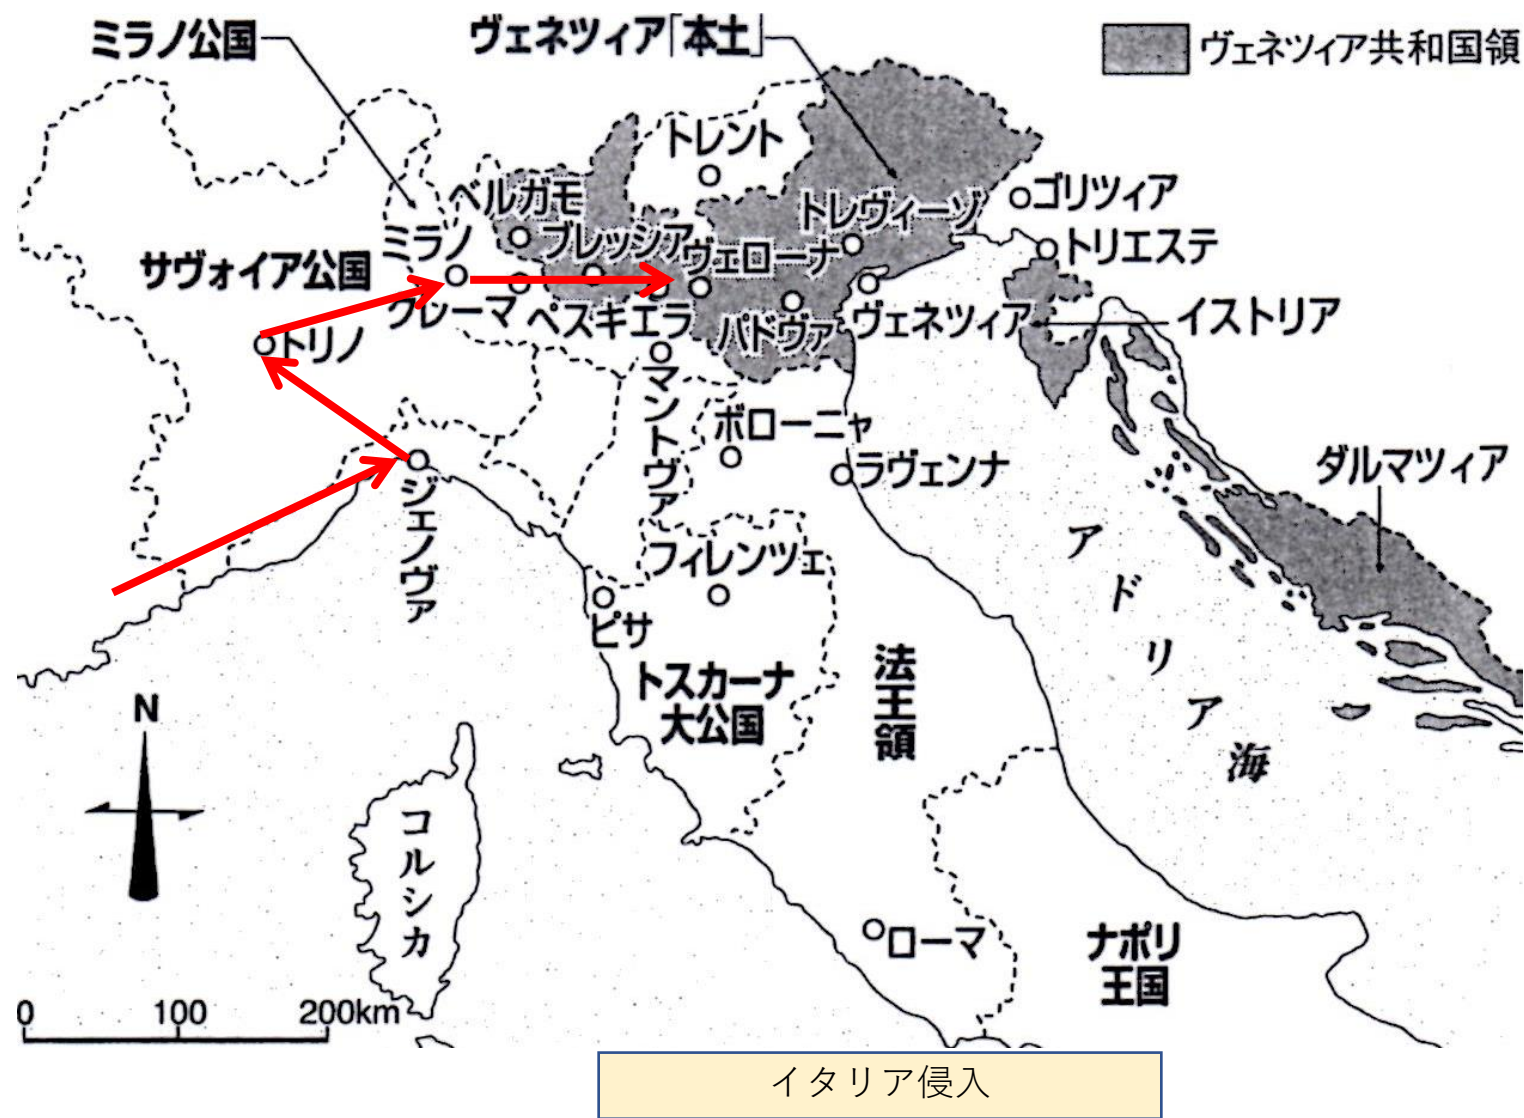 ミラノ公国
ヴェネツィア「本土」
ヴェネツィア共和国領
トレント
ベルガモ
ゴリツィア
トレヴィーゾ
ミラノ
ブレッシア
ヴェローナ
トリエステ
サヴォイア公国
クレーマ
ペスキエラ
パドヴァ
ヴェネツィア
イストリア
トリノ
マントヴァ
ボローニャ
ラヴェンナ
ダルマツィア
ジェノヴァ
フィレンツェ
ピサ
アドリア海
トスカーナ
大公国
法王領
N
コルシカ
ローマ
ナポリ
王国
0 100 200km
イタリア侵入